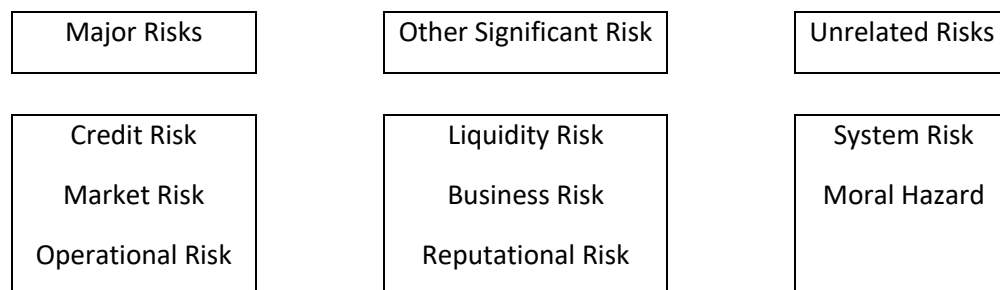 Major Risks
Other Significant Risk
Unrelated Risks
Credit Risk
Market Risk
Operational Risk
Liquidity Risk
Business Risk
Reputational Risk
System Risk
Moral Hazard